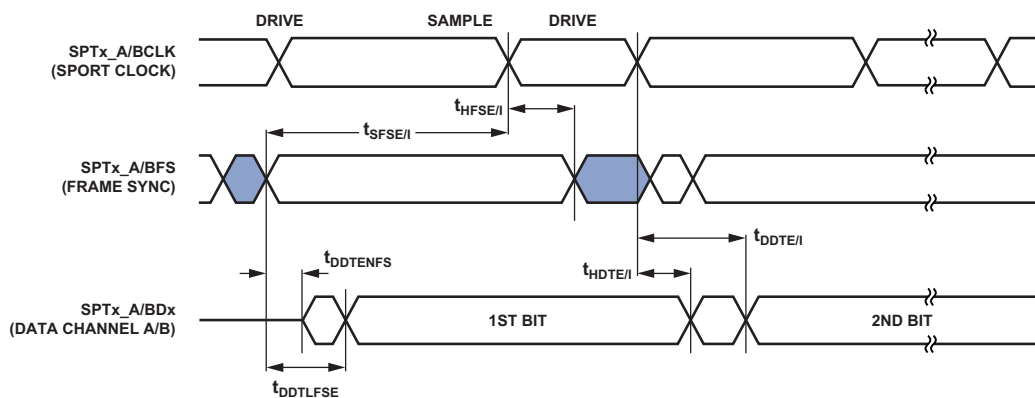 DRIVE SAMPLE DRIVE
SPTx_A/BCLK
(SPORT CLOCK)
tHFSE/I
tSFSE/I
SPTx_A/BFS
(FRAME SYNC)
tDDTE/I
tDDTENFS
tHDTE/I
SPTx_A/BDx
(DATA CHANNEL A/B)
1ST BIT 2ND BIT
tDDTLFSE